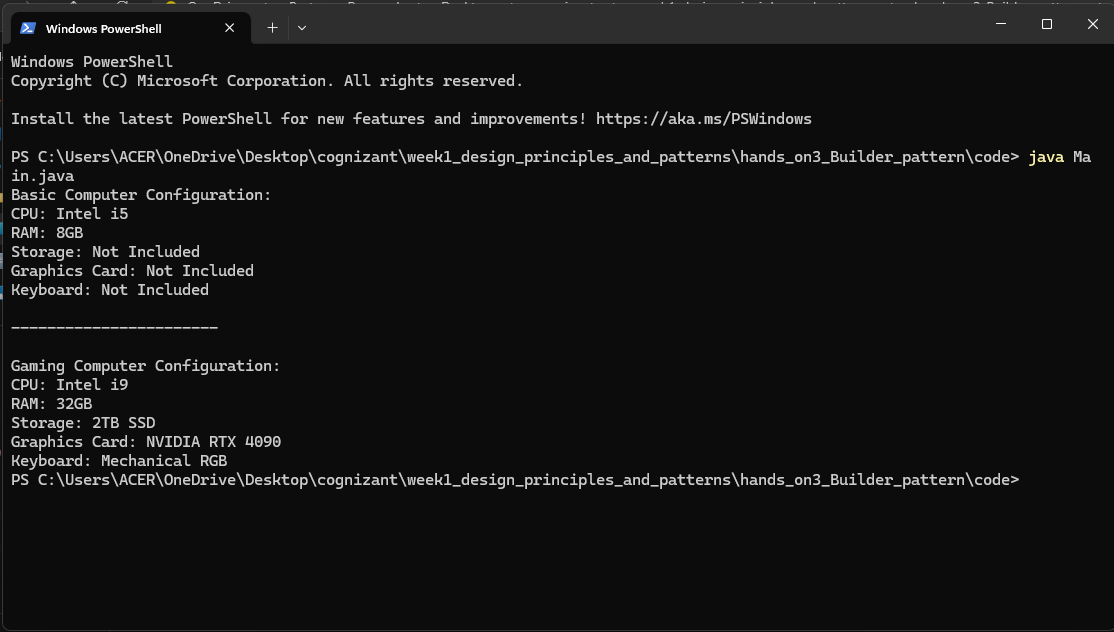 Windows PowerShell
Windows PowerShell
Copyright (C) Microsoft Corporation. All rights reserved.
Install the latest PowerShell for new features and improvements! https://aka.ms/PSWindows
PS C:\Users\ACER\OneDrive\Desktop\cognizant\week1_design_principles_and_patterns\hands_on3_Builder_pattern\code> java Ma
in.java
Basic Computer Configuration:
CPU: Intel i5
RAM: 8GB
Storage: Not Included
Graphics Card: Not Included
Keyboard: Not Included
-----------------------
Gaming Computer Configuration:
CPU: Intel i9
RAM: 32GB
Storage: 2TB SSD
Graphics Card: NVIDIA RTX 4090
Keyboard: Mechanical RGB
PS C:\Users\ACER\OneDrive\Desktop\cognizant\week1_design_principles_and_patterns\hands_on3_Builder_pattern\code>